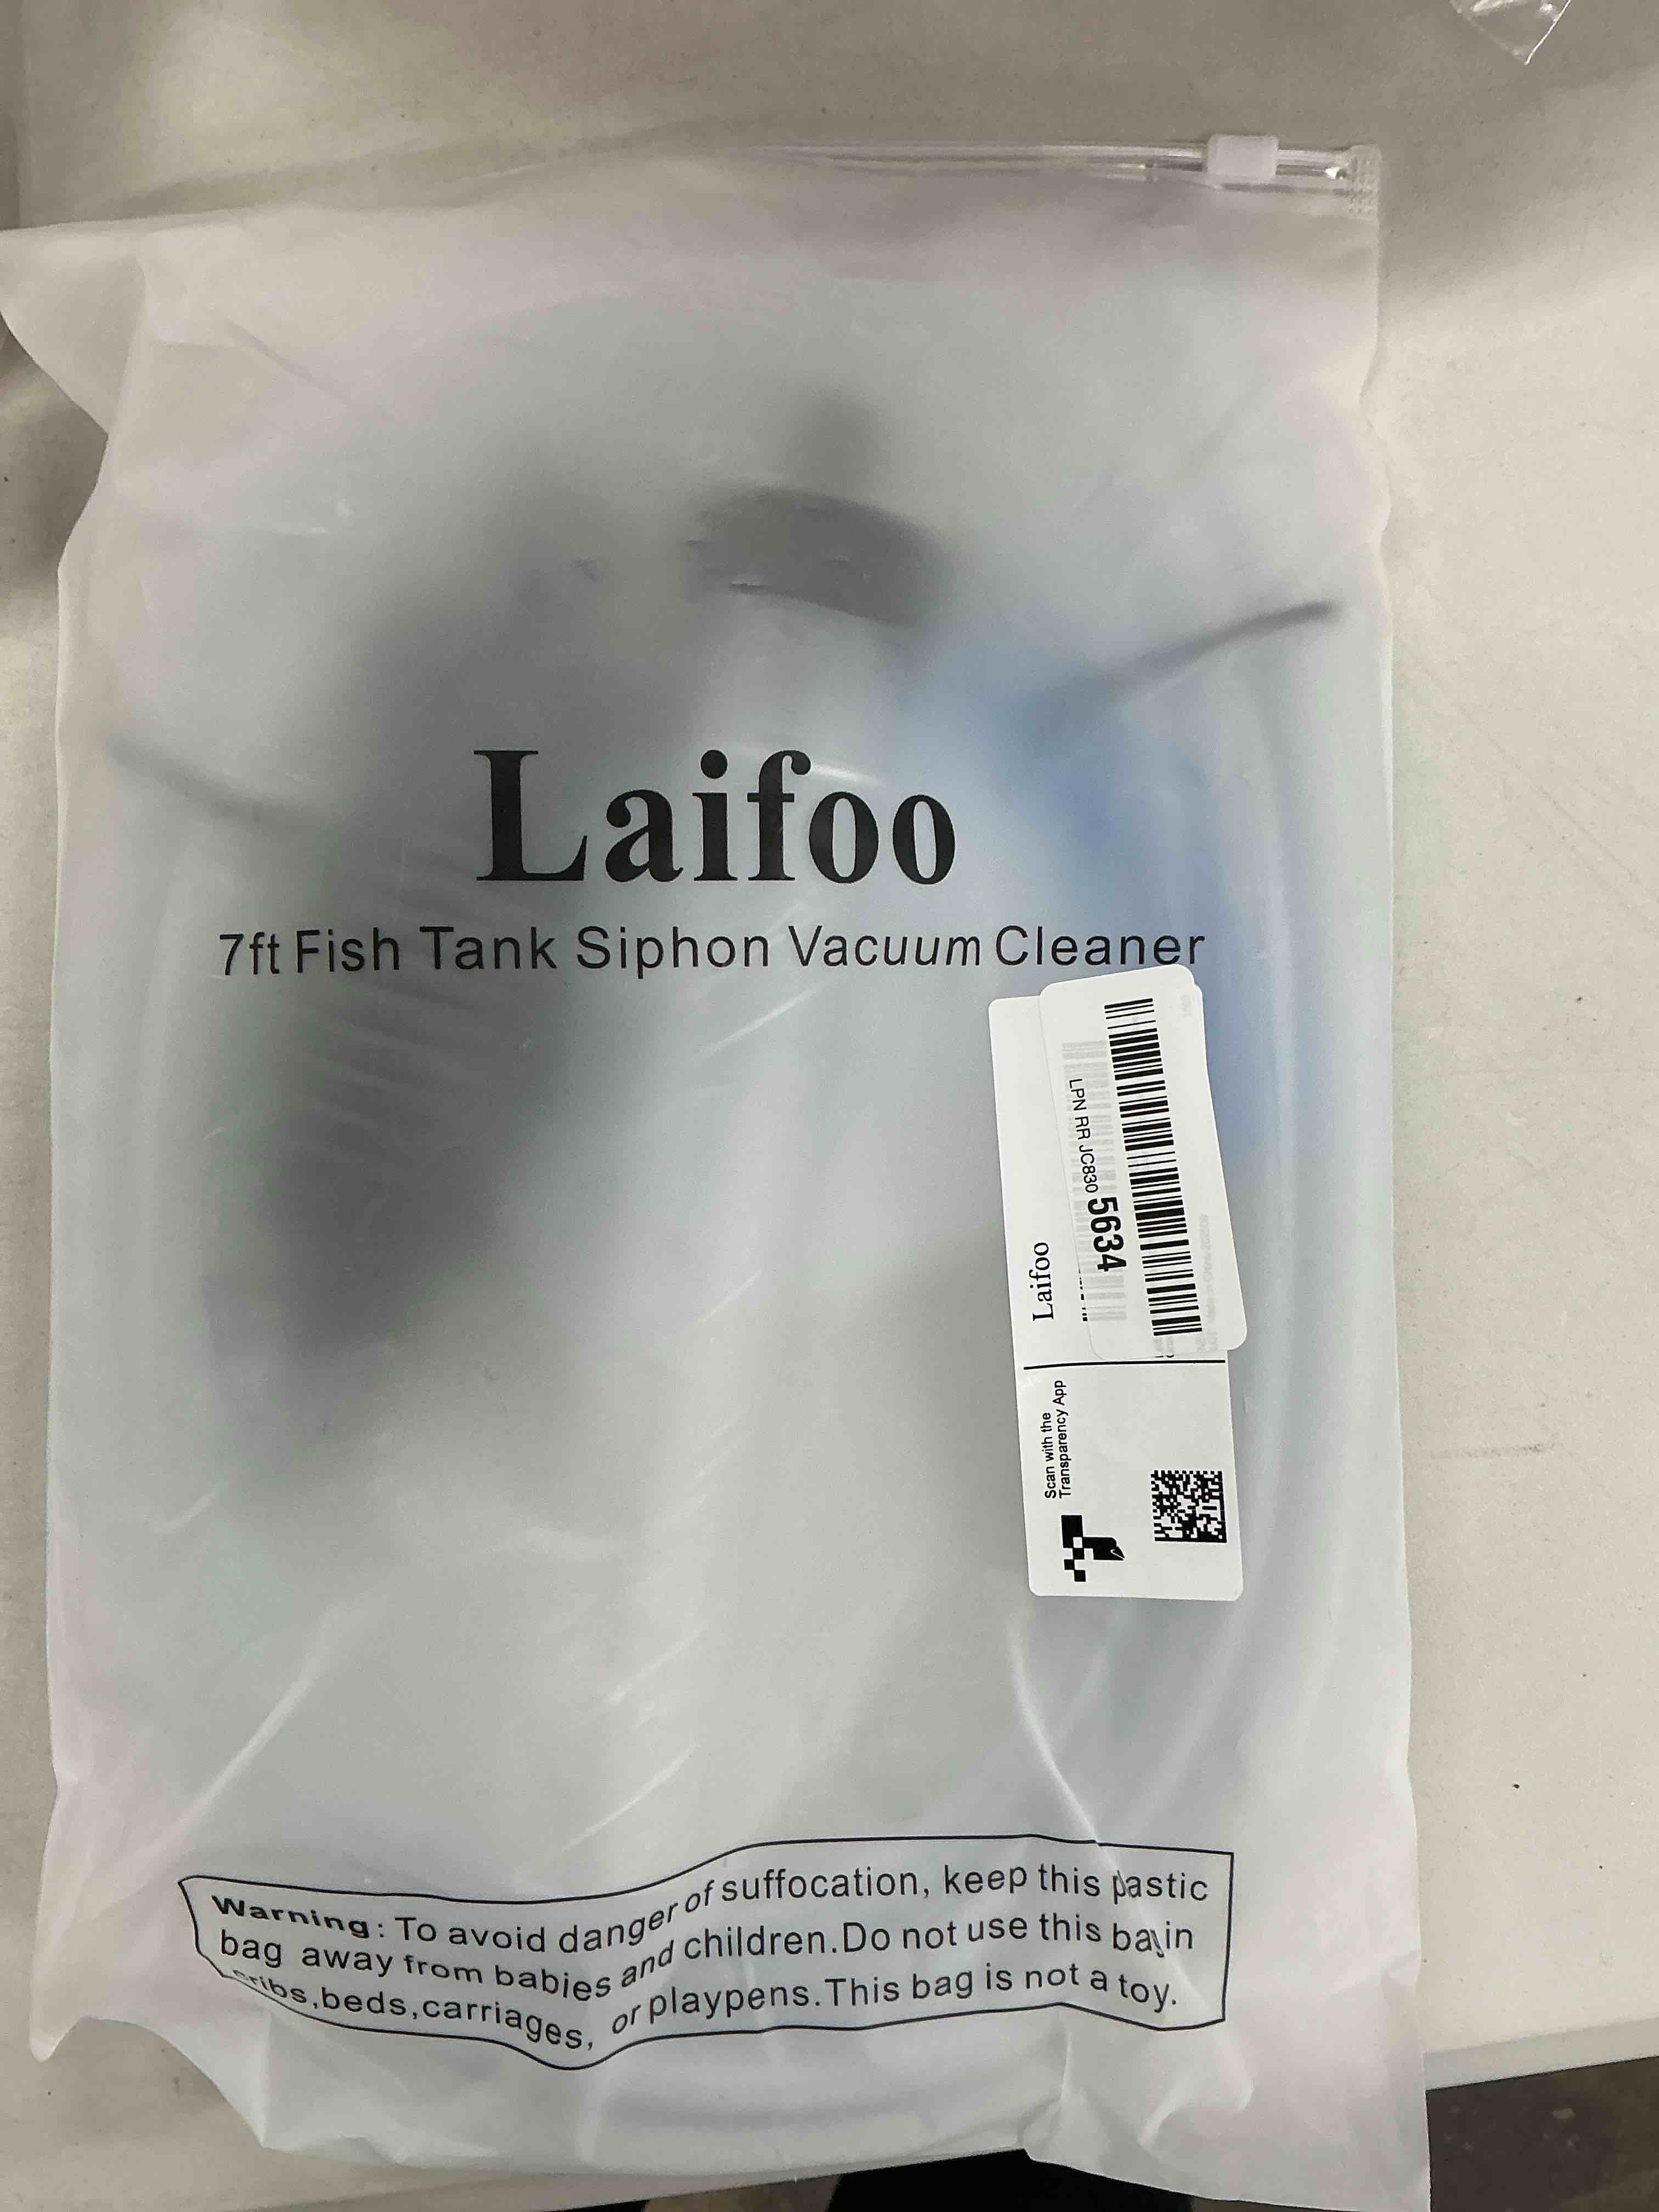 Laifoo
7ft Fish Tank Siphon Vacuum Cleaner
LPN RR JC830 5634
Laifoo
Scan with the
Transparency App
Warning: To avoid danger of suffocation, keep this pastic
bag away from babies and children.Do not use this bain
cribs,beds,carriages, or playpens.This bag is not a toy.